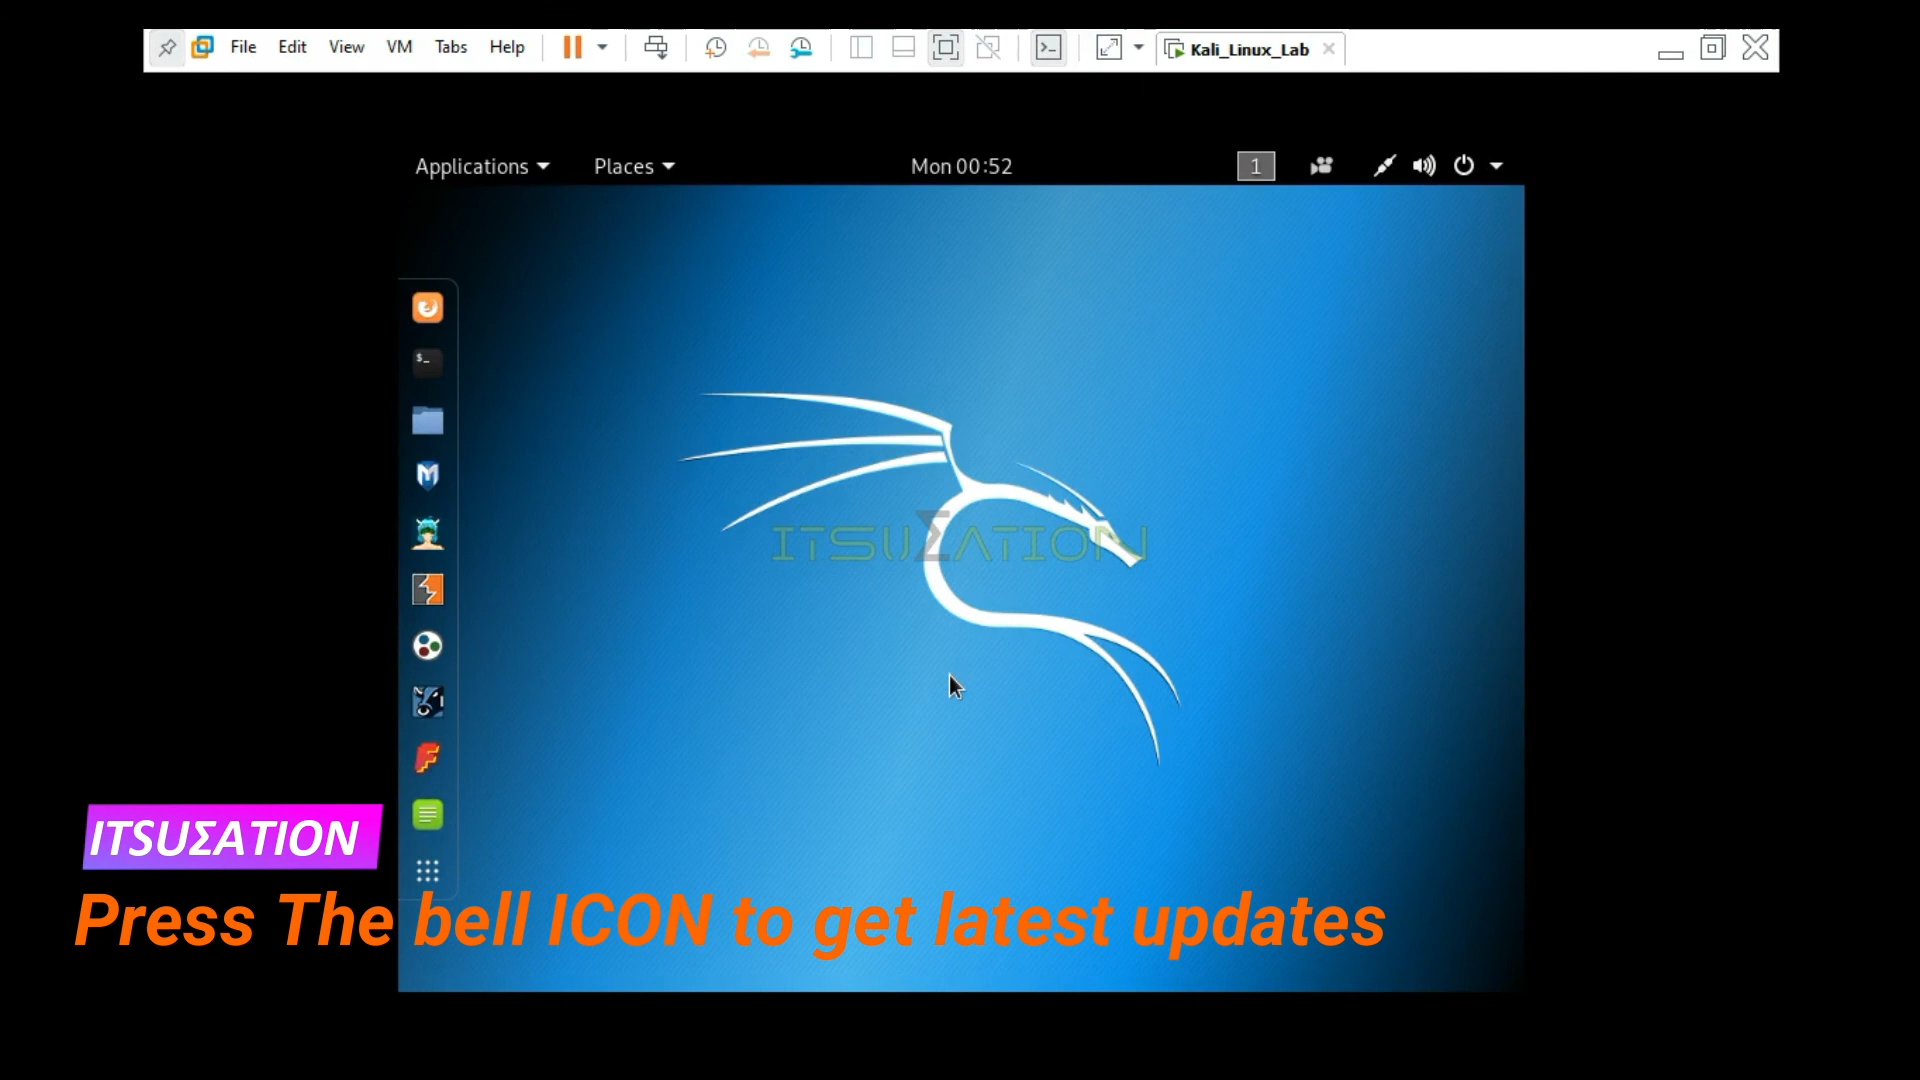 File Edit View VM Tabs Help Kali_Linux_Lab
Applications Places Mon 00:52 1
$_
ITSUΣATION
ITSUΣATION
Press The bell ICON to get latest updates